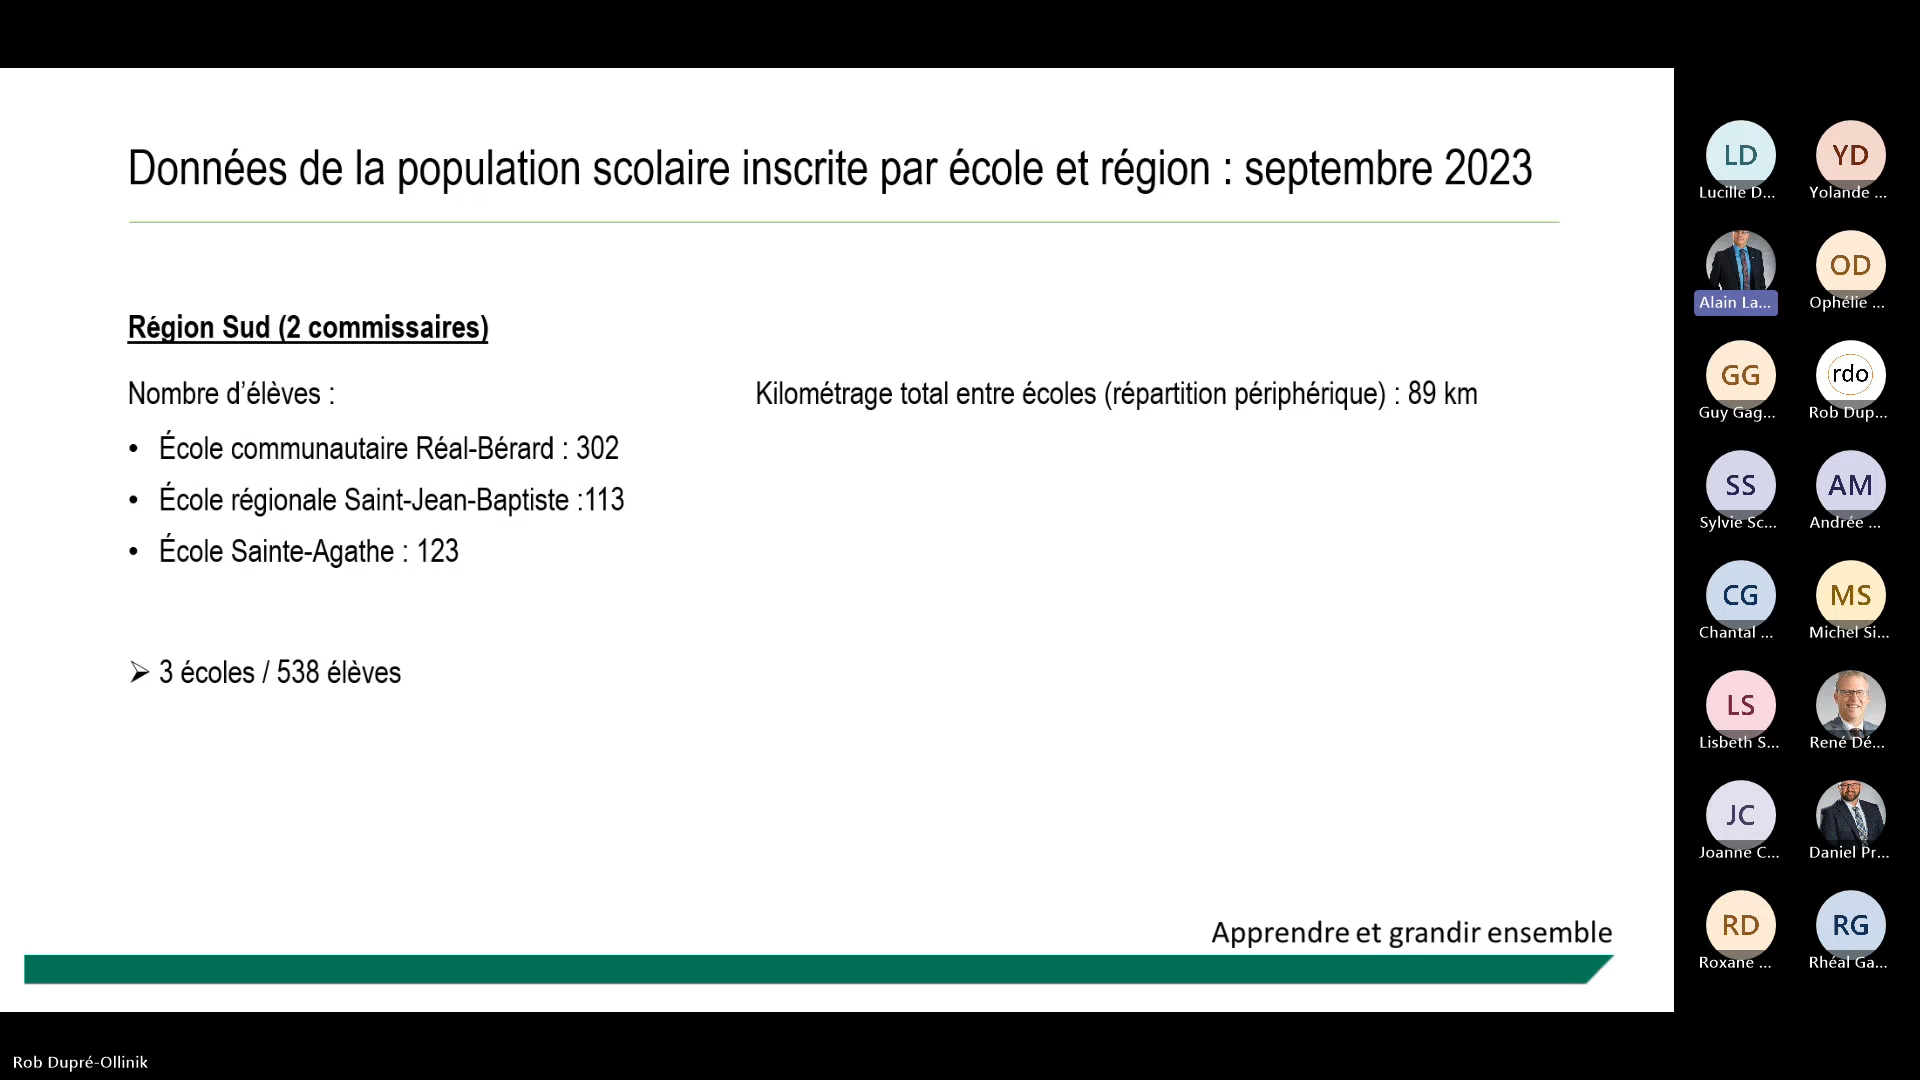 Données de la population scolaire inscrite par école et région : septembre 2023
Région Sud (2 commissaires)
Nombre d’élèves :
Kilométrage total entre écoles (répartition périphérique) : 89 km
• École communautaire Réal-Bérard : 302
• École régionale Saint-Jean-Baptiste :113
• École Sainte-Agathe : 123
➢ 3 écoles / 538 élèves
Apprendre et grandir ensemble
LD
Lucille D...
YD
Yolande ...
Alain La...
OD
Ophélie ...
GG
Guy Gag...
rdo
Rob Dup...
SS
Sylvie Sc...
AM
Andrée ...
CG
Chantal ...
MS
Michel Si...
LS
Lisbeth S...
René Dé...
JC
Joanne C...
Daniel Pr...
RD
Roxane ...
RG
Rhéal Ga...
Rob Dupré-Ollinik